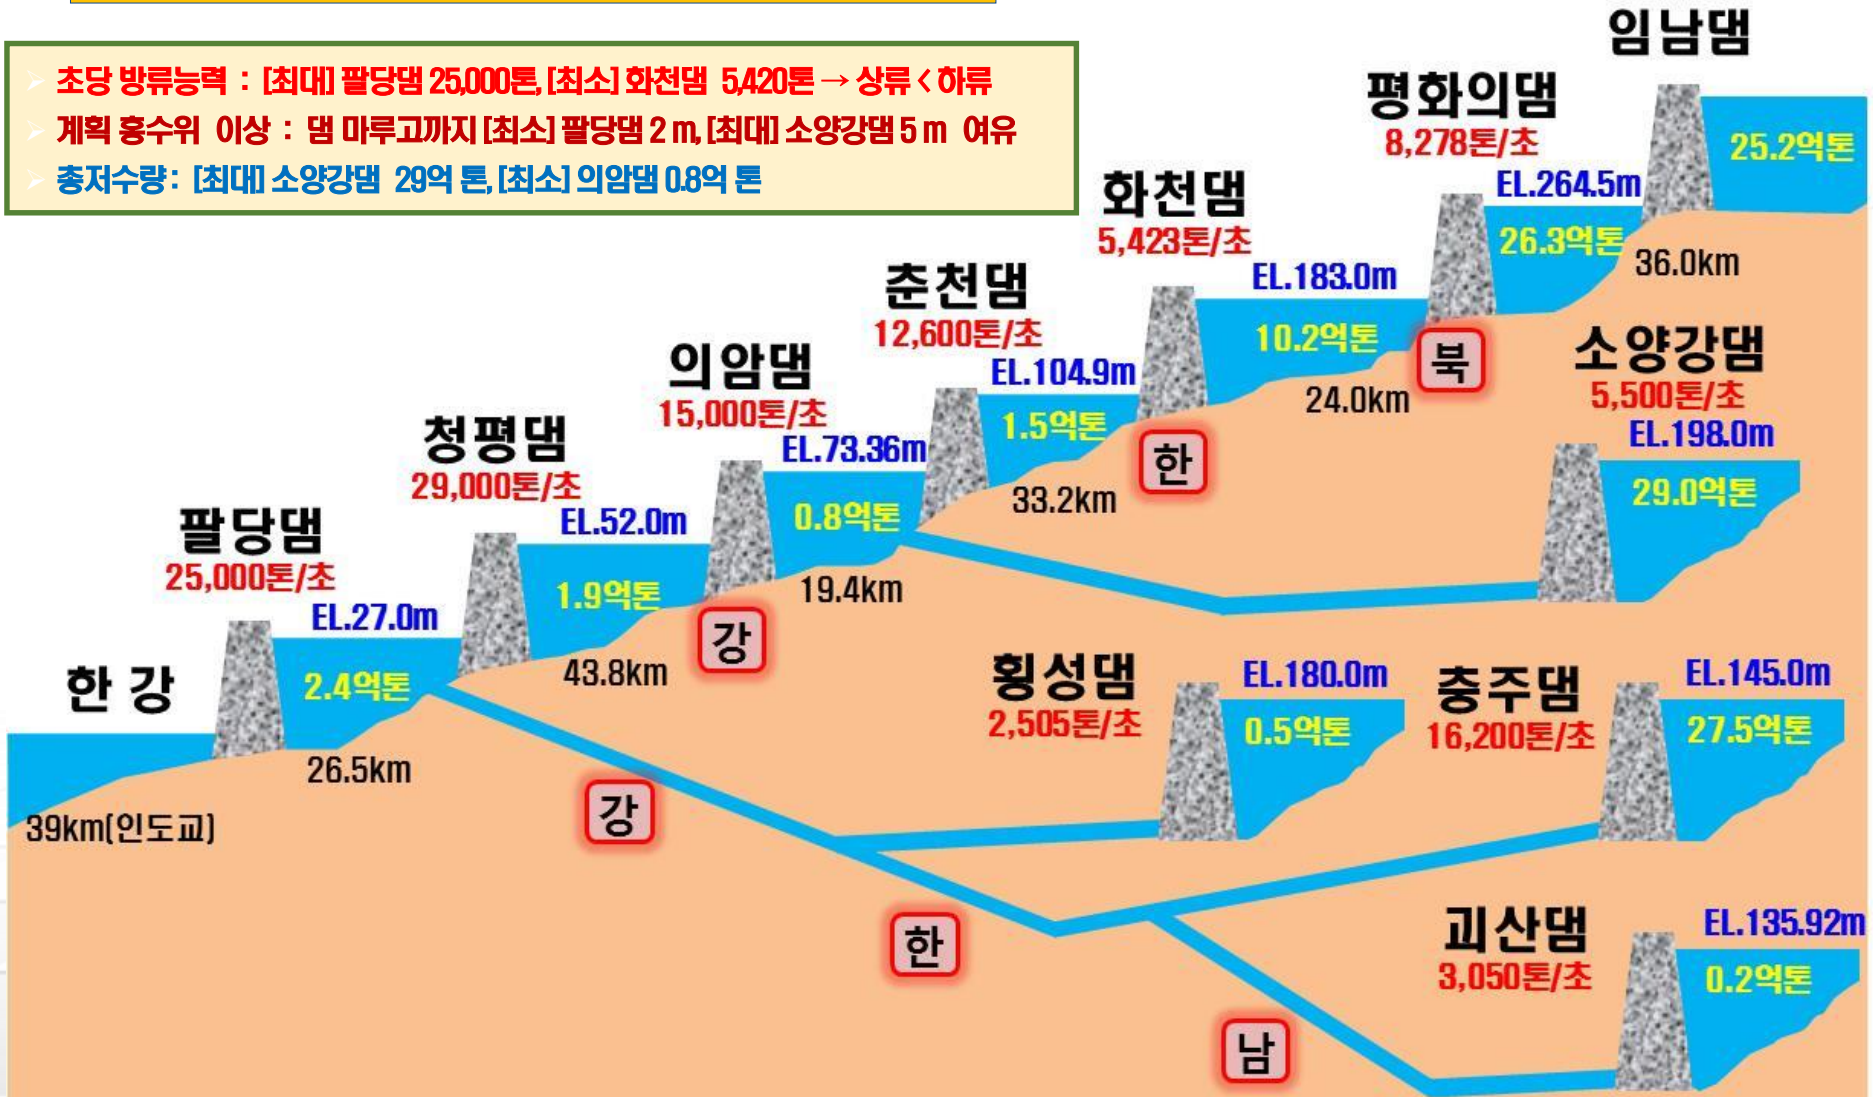 초당 방류능력 : [최대] 팔당댐 25,000톤, [최소] 화천댐 5,420톤 → 상류 < 하류
계획 홍수위 이상 : 댐 마루고까지 [최소] 팔당댐 2 m, [최대] 소양강댐 5 m 여유
총저수량 : [최대] 소양강댐 29억 톤, [최소] 의암댐 0.8억 톤
임남댐
25.2억톤
평화의댐
8,278톤/초
EL.264.5m
26.3억톤
36.0km
화천댐
5,423톤/초
EL.183.0m
10.2억톤
24.0km
북
춘천댐
12,600톤/초
EL.104.9m
1.5억톤
33.2km
한
소양강댐
5,500톤/초
EL.198.0m
29.0억톤
의암댐
15,000톤/초
EL.73.36m
0.8억톤
19.4km
강
청평댐
29,000톤/초
EL.52.0m
1.9억톤
43.8km
팔당댐
25,000톤/초
EL.27.0m
2.4억톤
26.5km
한 강
39km(인도교)
횡성댐
2,505톤/초
EL.180.0m
0.5억톤
충주댐
16,200톤/초
EL.145.0m
27.5억톤
강
한
남
괴산댐
3,050톤/초
EL.135.92m
0.2억톤